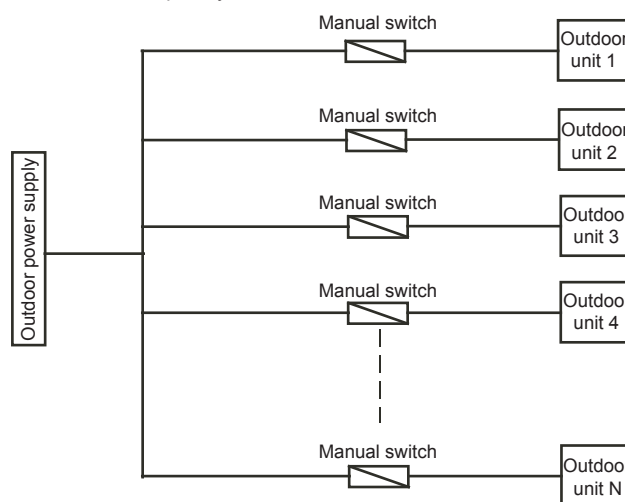 Manual switch
Outdoor
unit 1
Manual switch
Outdoor
unit 2
Outdoor power supply
Manual switch
Outdoor
unit 3
Manual switch
Outdoor
unit 4
Manual switch
Outdoor
unit N